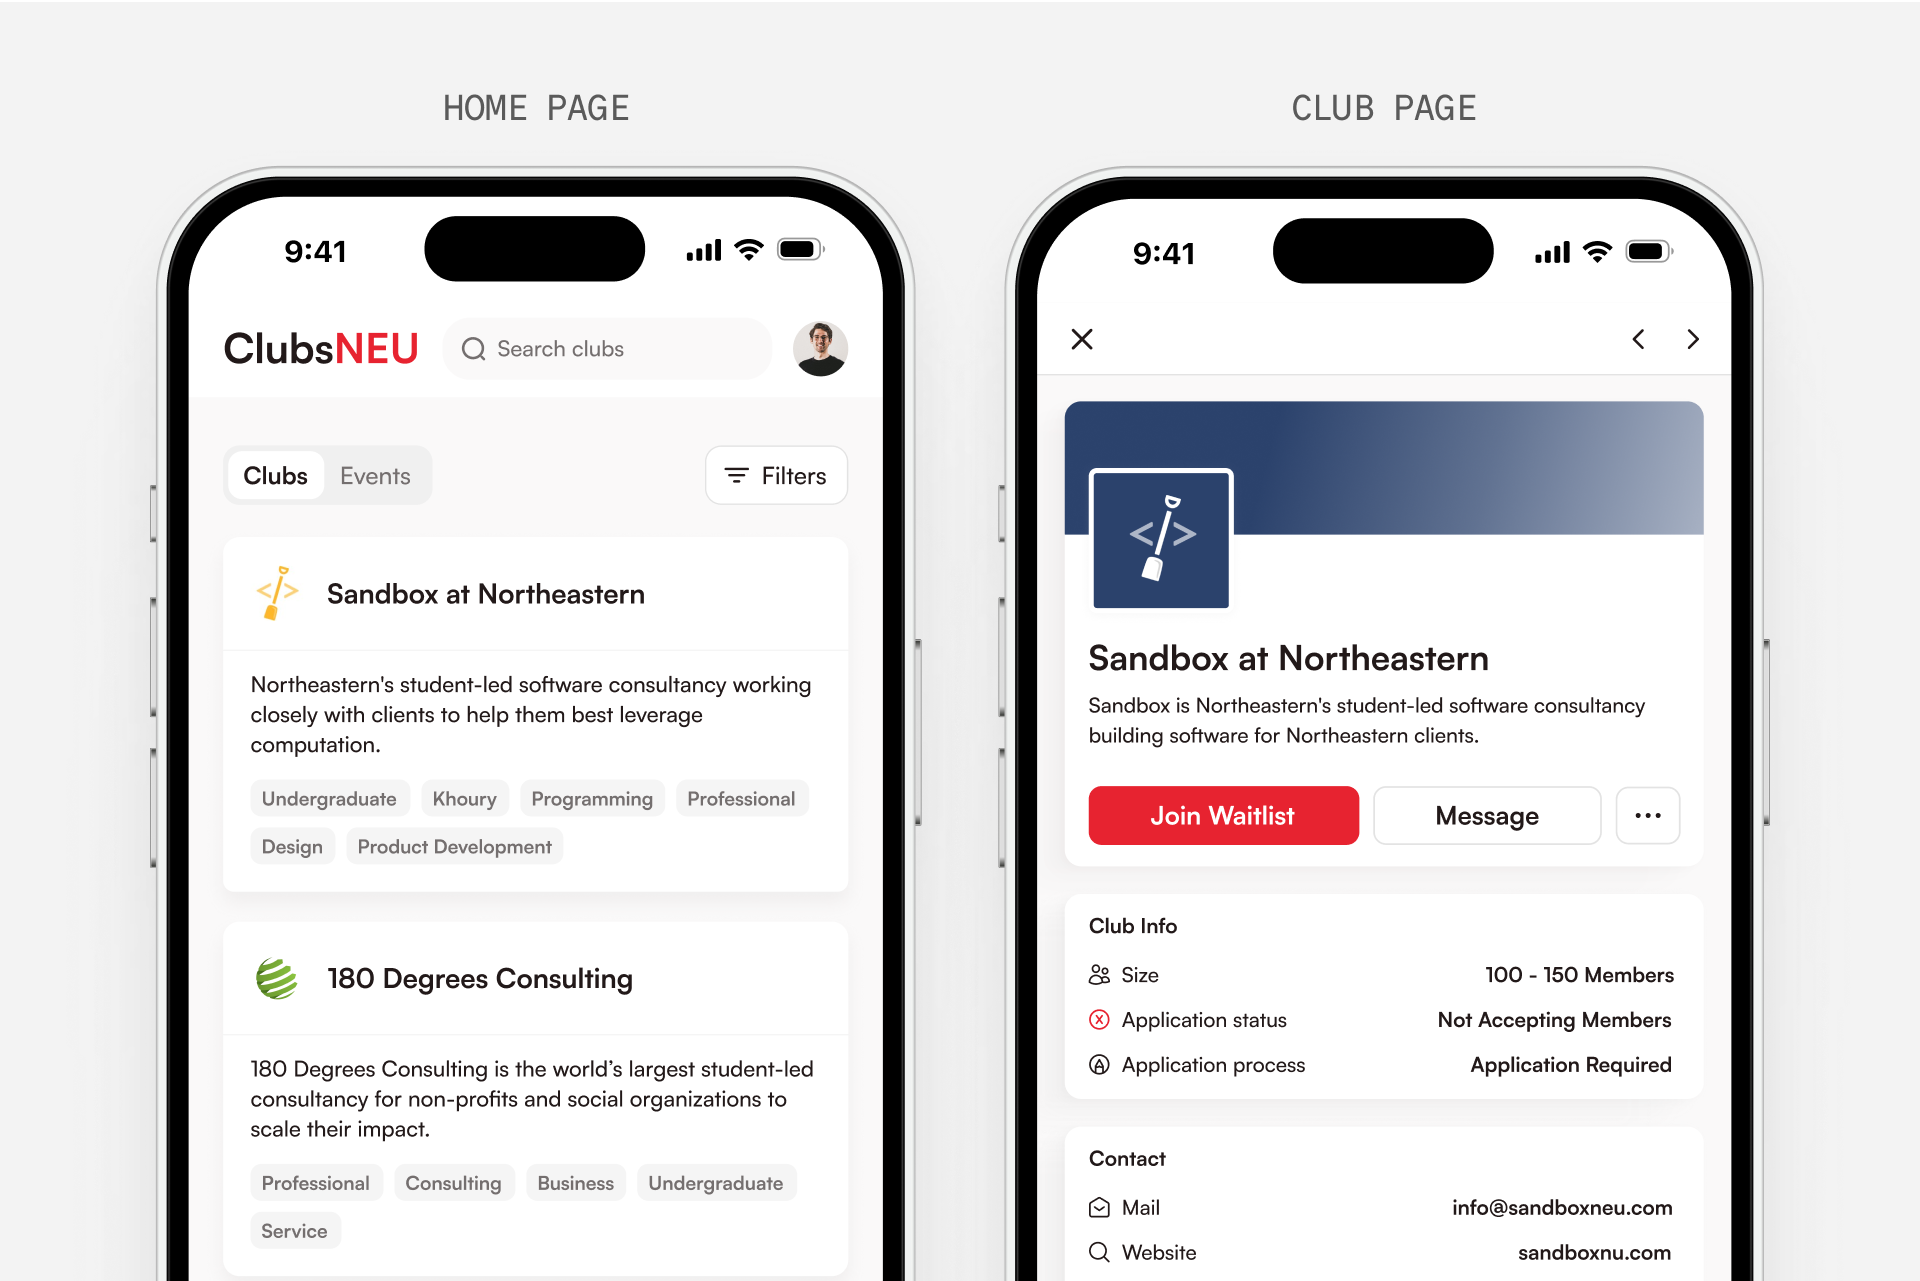 HOME PAGE
9:41
ClubsNEU
Search clubs
Clubs
Events
Filters
Sandbox at Northeastern
Northeastern's student-led software consultancy working
closely with clients to help them best leverage
computation.
Undergraduate
Khoury
Programming
Professional
Design
Product Development
180 Degrees Consulting
180 Degrees Consulting is the world’s largest student-led
consultancy for non-profits and social organizations to
scale their impact.
Professional
Consulting
Business
Undergraduate
Service
CLUB PAGE
9:41
Sandbox at Northeastern
Sandbox is Northeastern's student-led software consultancy
building software for Northeastern clients.
Join Waitlist
Message
Club Info
Size
100 - 150 Members
Application status
Not Accepting Members
Application process
Application Required
Contact
Mail
info@sandboxneu.com
Website
sandboxnu.com